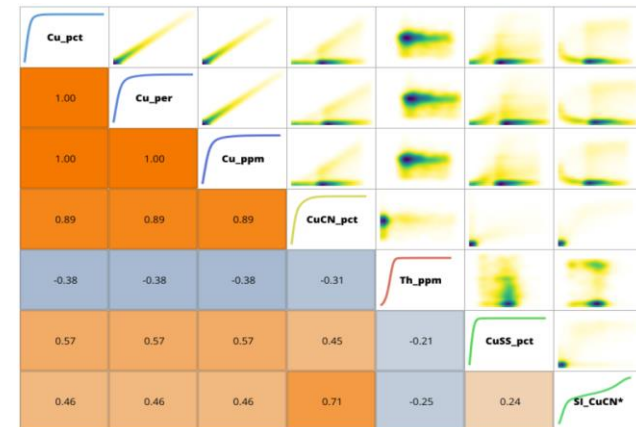 Cu_pct
1.00 Cu_per
1.00 1.00 Cu_ppm
0.89 0.89 0.89 CuCN_pct
-0.38 -0.38 -0.38 -0.31 Th_ppm
0.57 0.57 0.57 0.45 -0.21 CuSS_pct
0.46 0.46 0.46 0.71 -0.25 0.24 SI_CuCN*